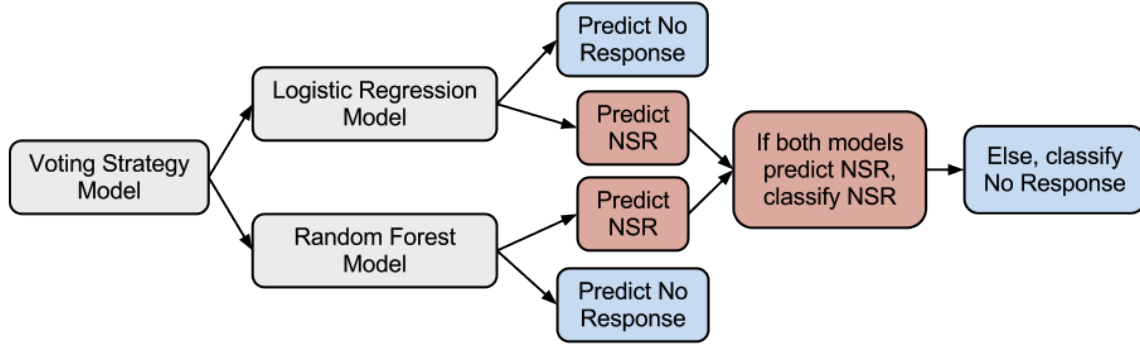 Voting Strategy
Model
Logistic Regression
Model
Random Forest
Model
Predict No
Response
Predict
NSR
Predict
NSR
Predict No
Response
If both models
predict NSR,
classify NSR
Else, classify
No Response